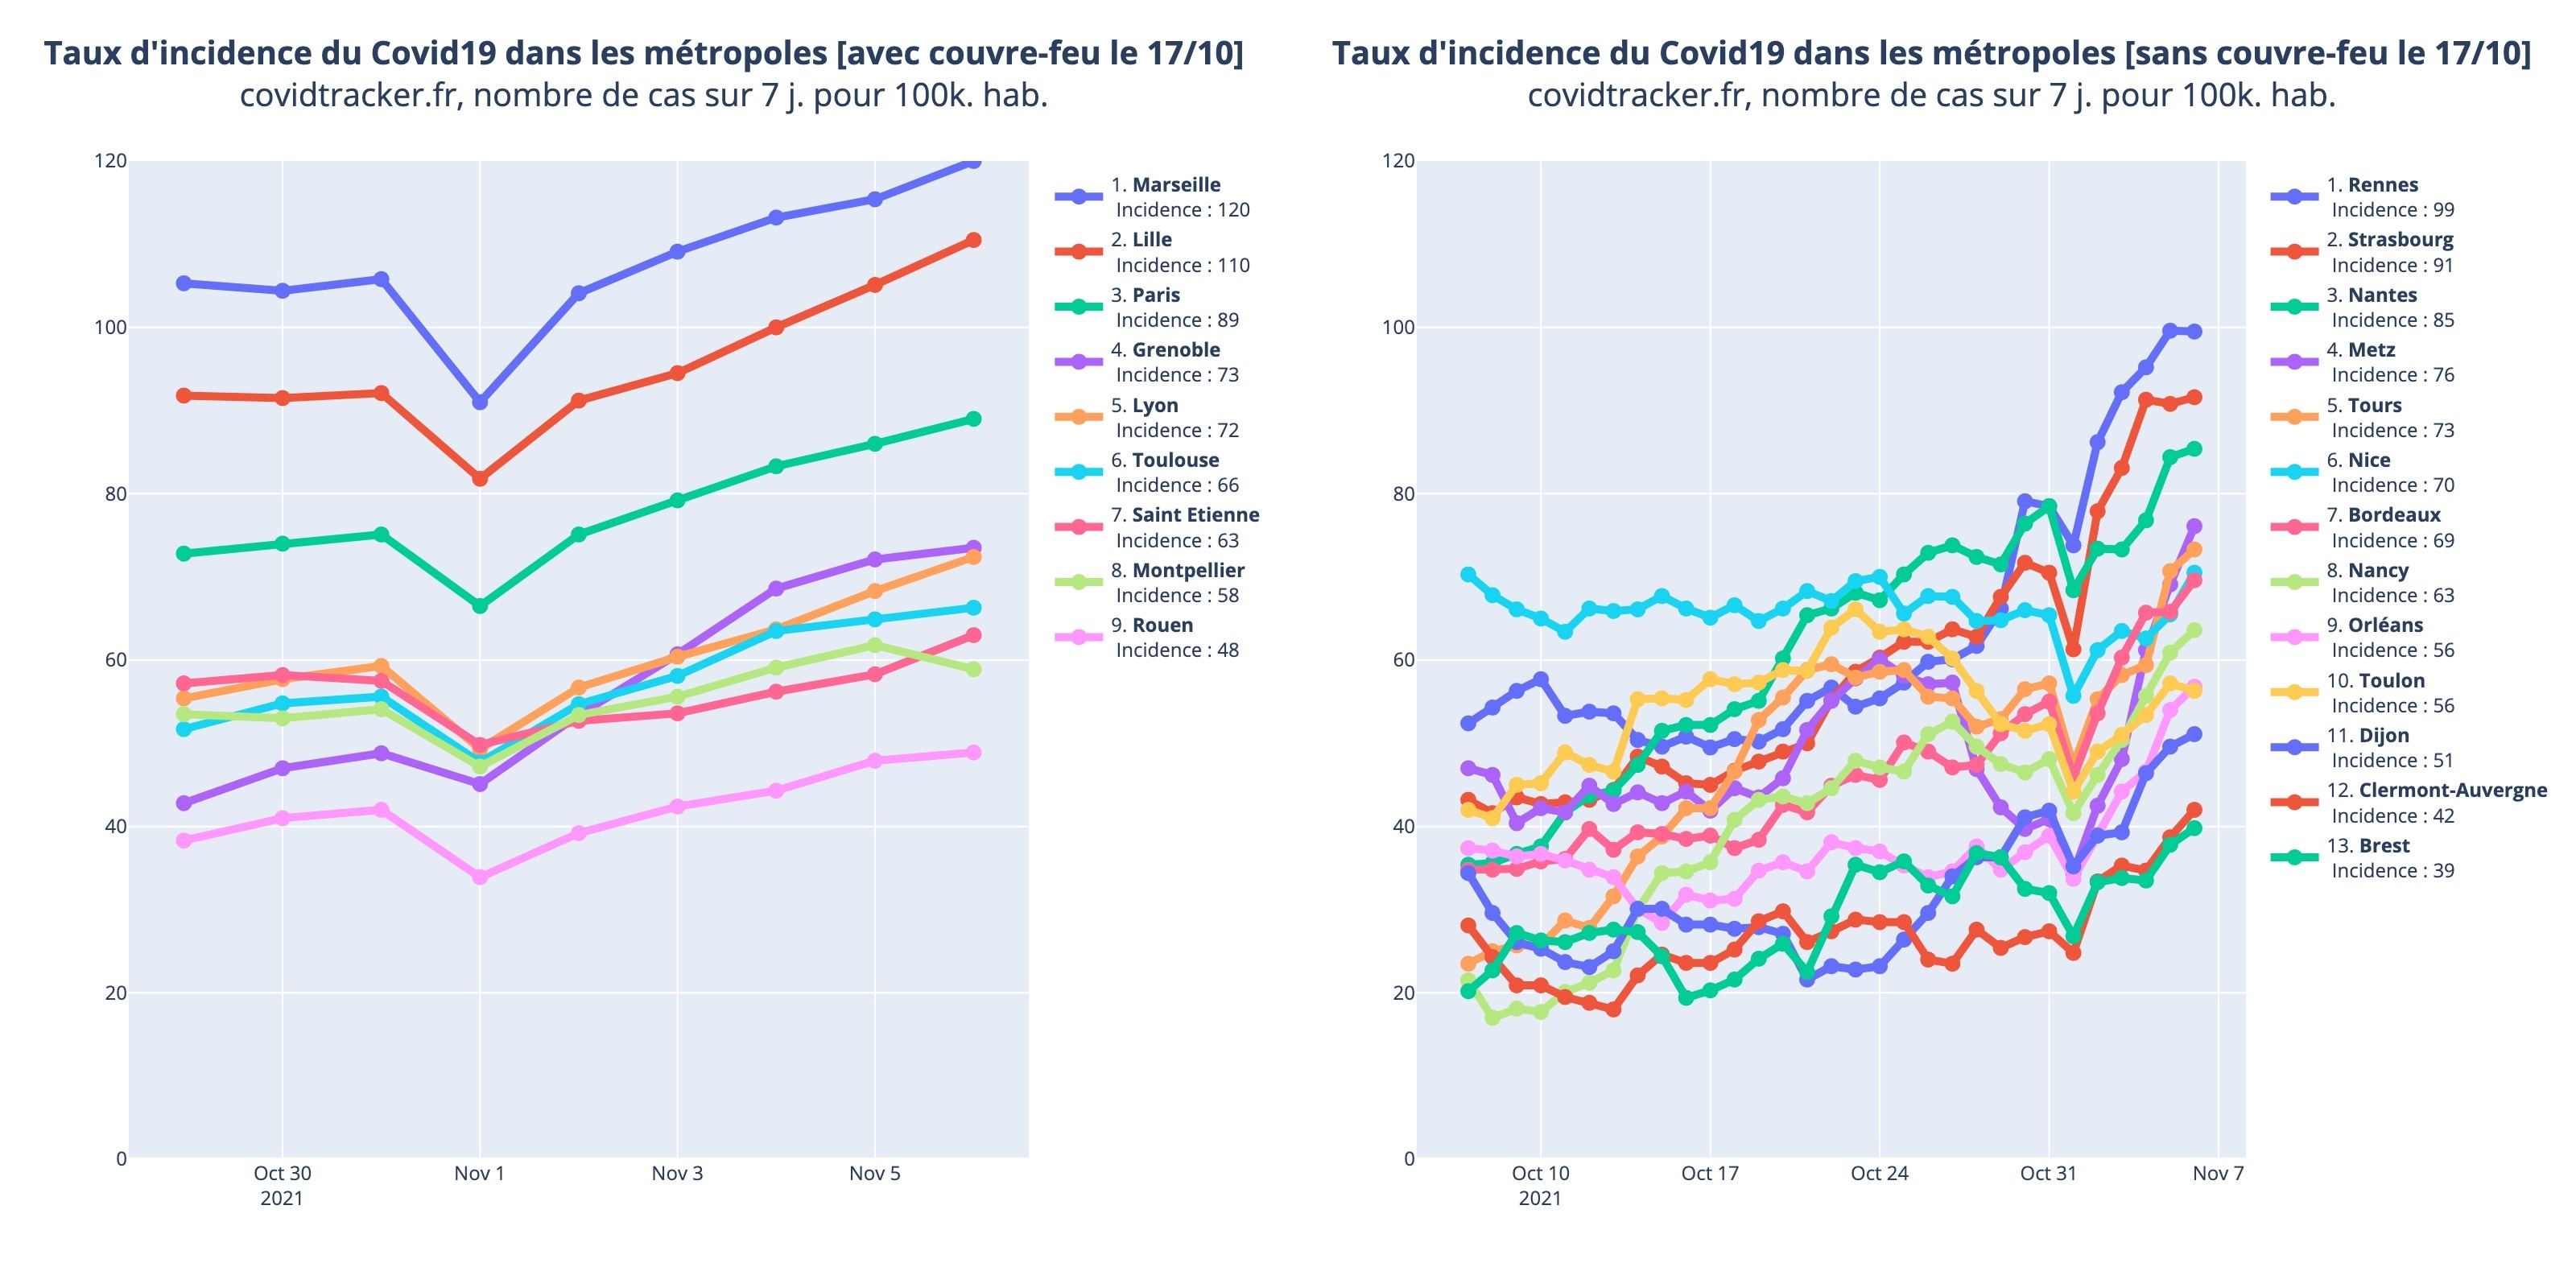 Taux d'incidence du Covid19 dans les métropoles [avec couvre-feu le 17/10]
covidtracker.fr, nombre de cas sur 7 j. pour 100k. hab.
120
100
80
60
40
20
0
Oct 30
2021
Nov 1
Nov 3
Nov 5
1. Marseille
Incidence : 120
2. Lille
Incidence : 110
3. Paris
Incidence : 89
4. Grenoble
Incidence : 73
5. Lyon
Incidence : 72
6. Toulouse
Incidence : 66
7. Saint Etienne
Incidence : 63
8. Montpellier
Incidence : 58
9. Rouen
Incidence : 48
Taux d'incidence du Covid19 dans les métropoles [sans couvre-feu le 17/10]
covidtracker.fr, nombre de cas sur 7 j. pour 100k. hab.
120
100
80
60
40
20
0
Oct 10
2021
Oct 17
Oct 24
Oct 31
Nov 7
1. Rennes
Incidence : 99
2. Strasbourg
Incidence : 91
3. Nantes
Incidence : 85
4. Metz
Incidence : 76
5. Tours
Incidence : 73
6. Nice
Incidence : 70
7. Bordeaux
Incidence : 69
8. Nancy
Incidence : 63
9. Orléans
Incidence : 56
10. Toulon
Incidence : 56
11. Dijon
Incidence : 51
12. Clermont-Auvergne
Incidence : 42
13. Brest
Incidence : 39